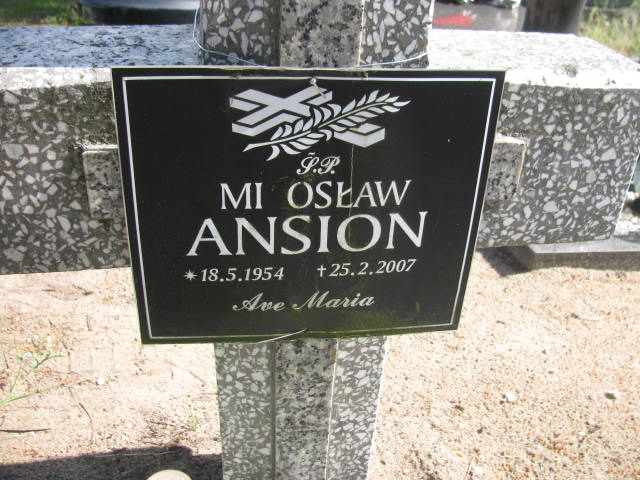 Ś.P.
MI OSŁAW
ANSION
*18.5.1954 †25.2.2007
Ave Maria